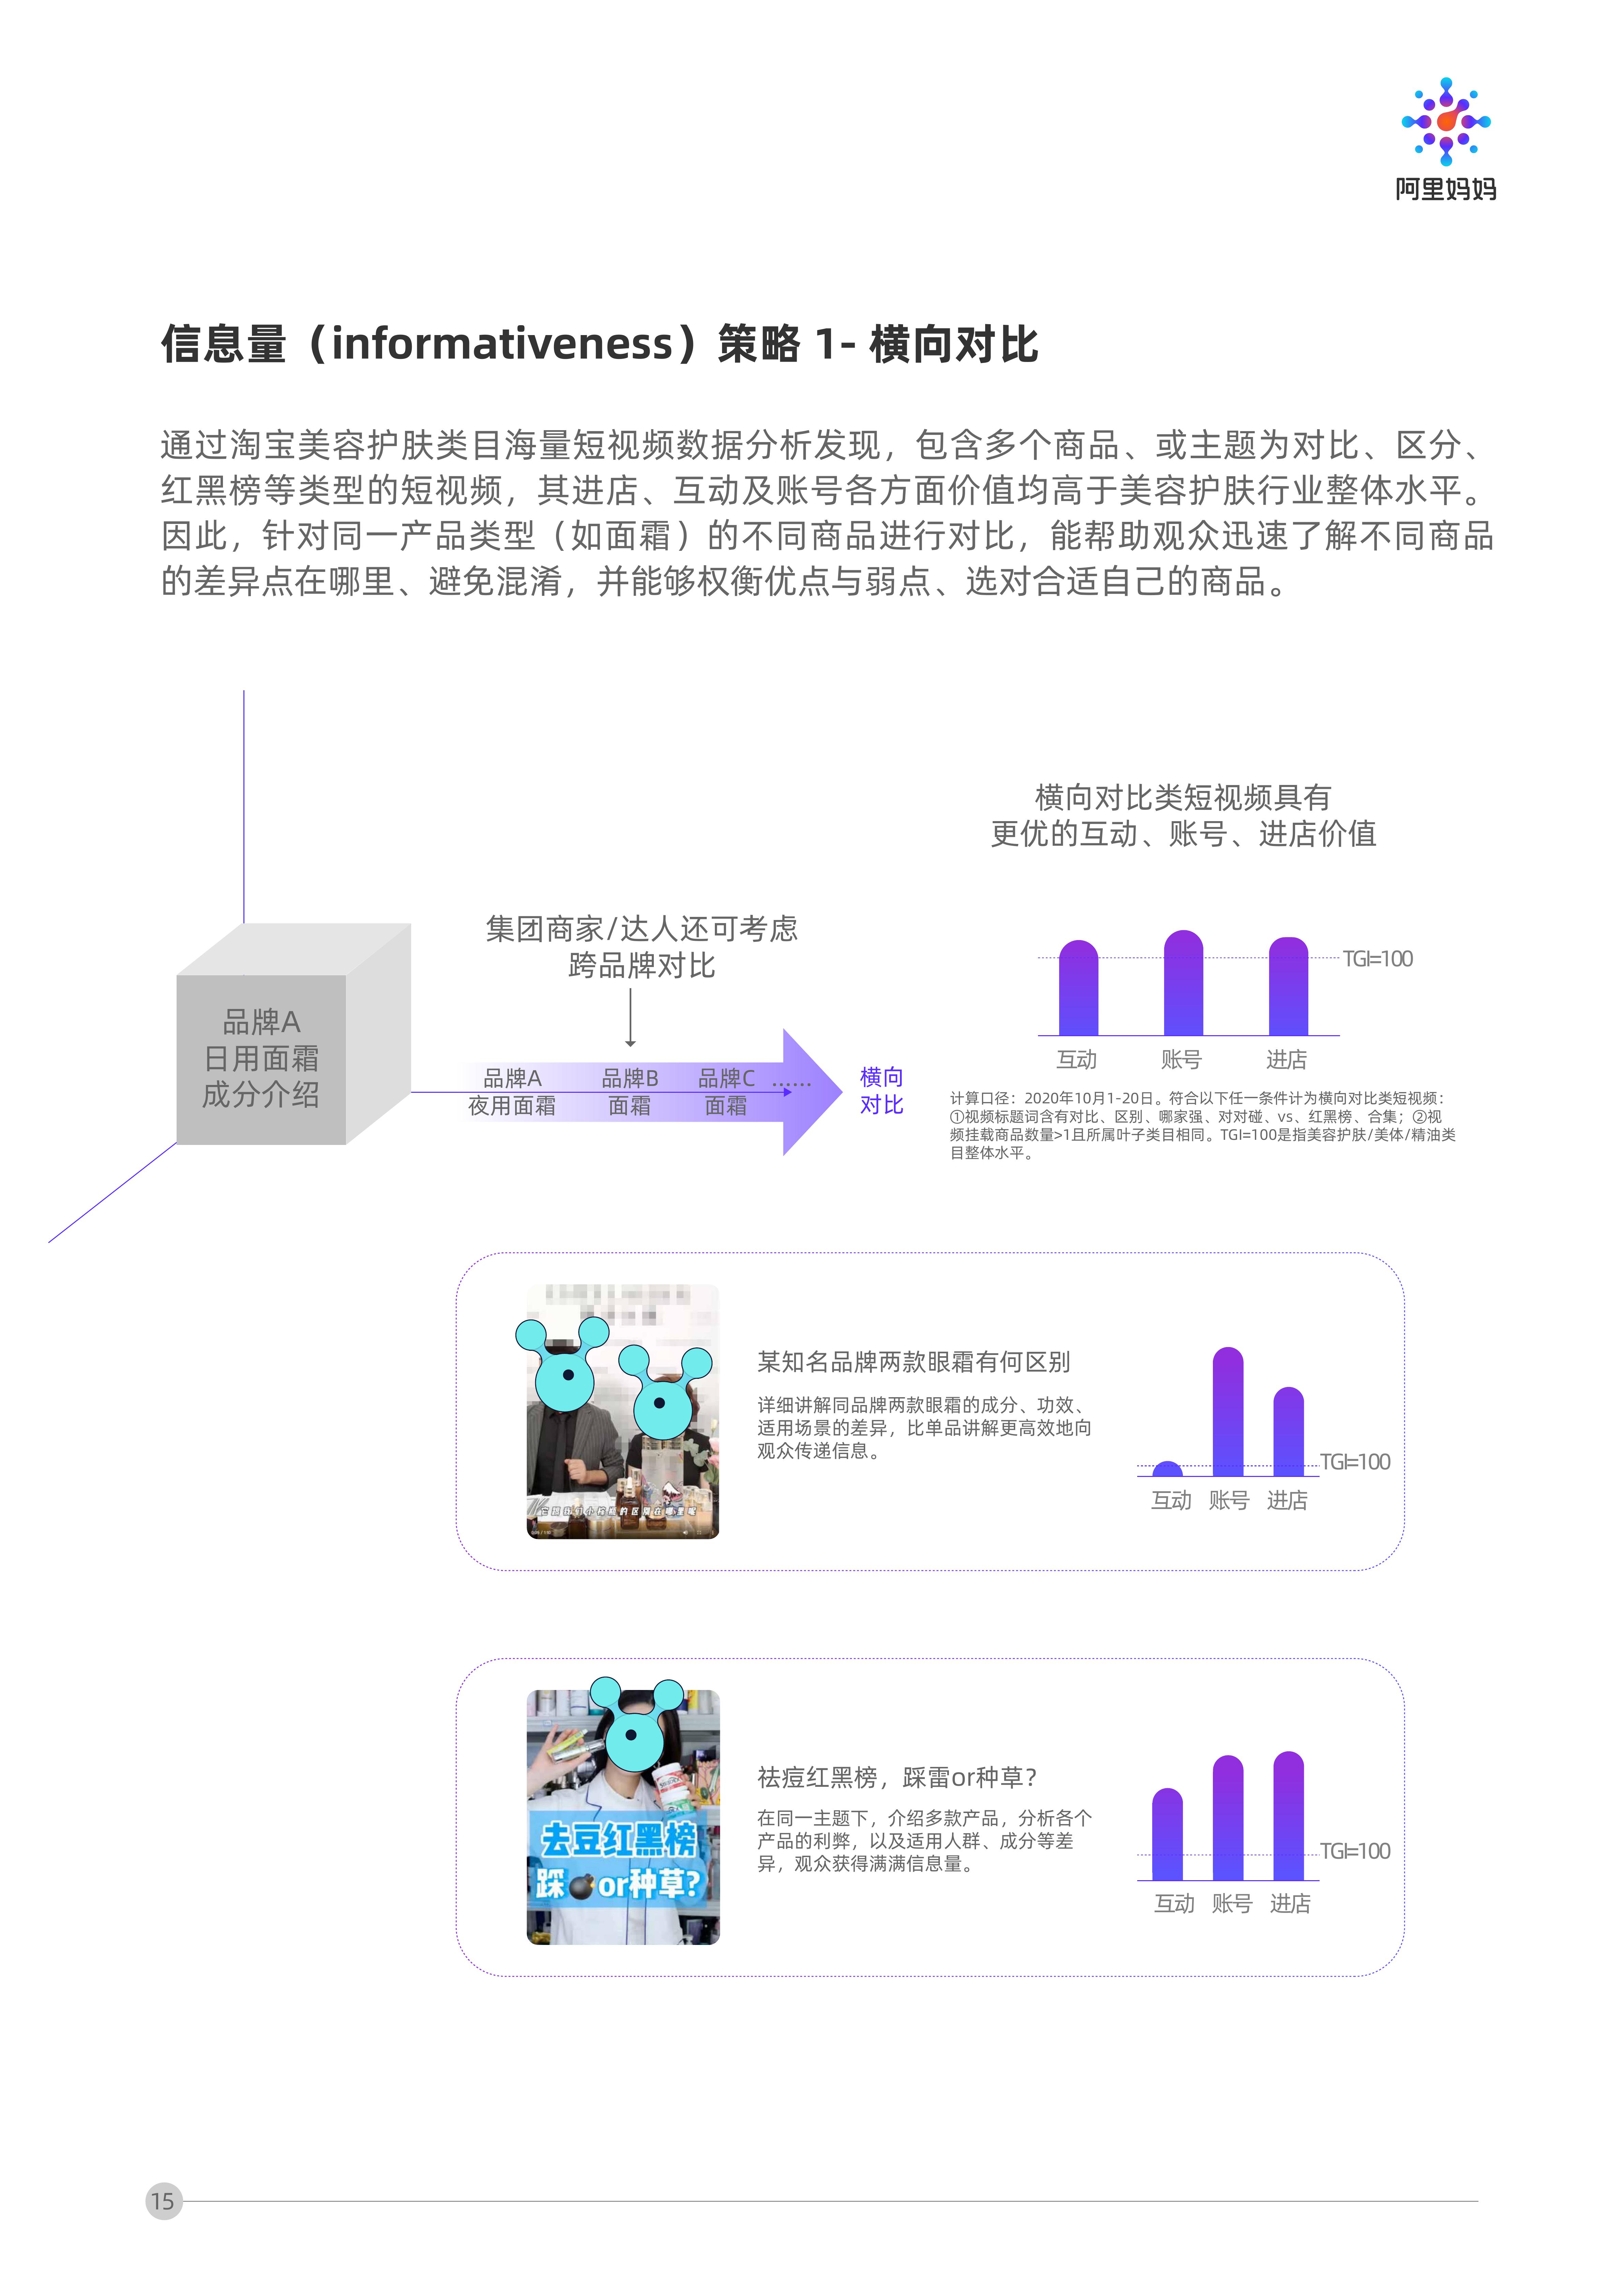 阿里妈妈
信息量（informativeness）策略 1- 横向对比
通过淘宝美容护肤类目海量短视频数据分析发现，包含多个商品、或主题为对比、区分、
红黑榜等类型的短视频，其进店、互动及账号各方面价值均高于美容护肤行业整体水平。
因此，针对同一产品类型（如面霜）的不同商品进行对比，能帮助观众迅速了解不同商品
的差异点在哪里、避免混淆，并能够权衡优点与弱点、选对合适自己的商品。
横向对比类短视频具有
更优的互动、账号、进店价值
集团商家/达人还可考虑
跨品牌对比
品牌A
日用面霜
成分介绍
品牌A
夜用面霜
品牌B
面霜
品牌C
面霜
……
横向
对比
TGI=100
互动 账号 进店
计算口径：2020年10月1-20日。符合以下任一条件计为横向对比类短视频：
①视频标题词含有对比、区别、哪家强、对对碰、vs、红黑榜、合集；②视
频挂载商品数量>1且所属叶子类目相同。TGI=100是指美容护肤/美体/精油类
目整体水平。
某知名品牌两款眼霜有何区别
详细讲解同品牌两款眼霜的成分、功效、
适用场景的差异，比单品讲解更高效地向
观众传递信息。
TGI=100
互动 账号 进店
去豆红黑榜
踩💣or种草?
祛痘红黑榜，踩雷or种草？
在同一主题下，介绍多款产品，分析各个
产品的利弊，以及适用人群、成分等差
异，观众获得满满信息量。
TGI=100
互动 账号 进店
15